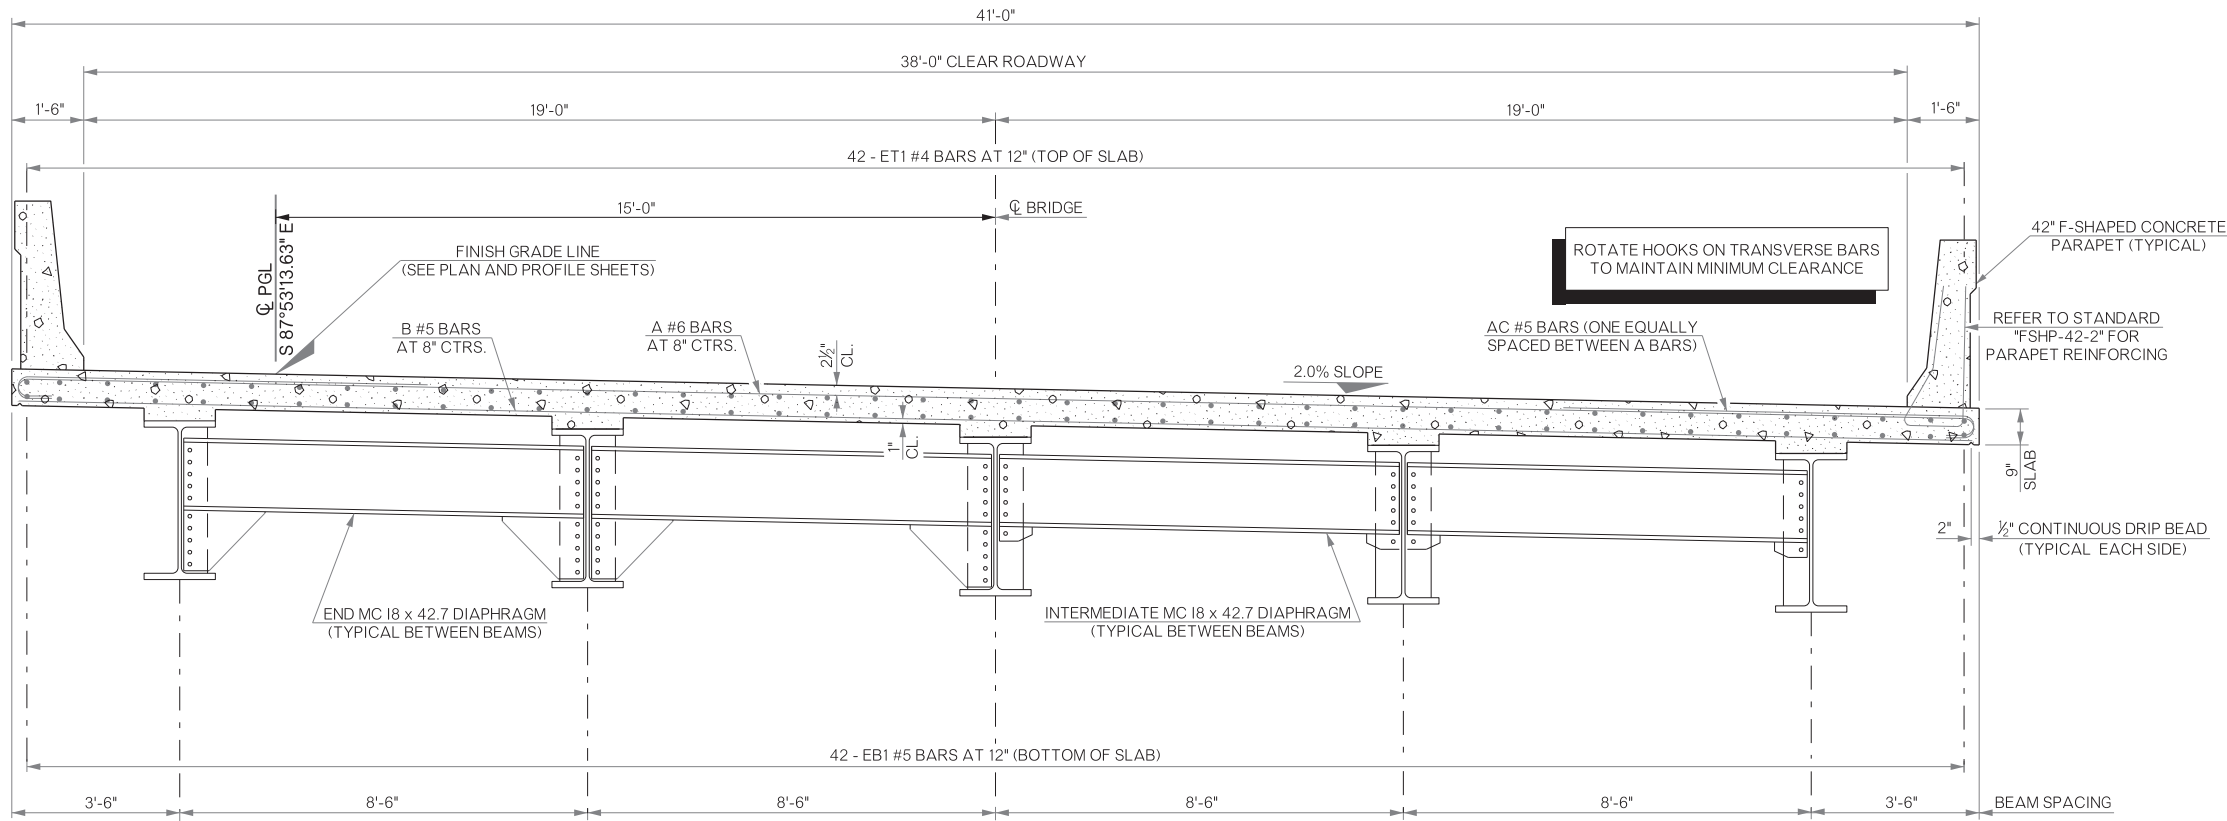 41'-0"
38'-0" CLEAR ROADWAY
1'-6"
19'-0"
19'-0"
1'-6"
42 - ET1 #4 BARS AT 12" (TOP OF SLAB)
15'-0"
℄ BRIDGE
℄ PGL
S 87°53'13.63" E
FINISH GRADE LINE
(SEE PLAN AND PROFILE SHEETS)
ROTATE HOOKS ON TRANSVERSE BARS
TO MAINTAIN MINIMUM CLEARANCE
42" F-SHAPED CONCRETE
PARAPET (TYPICAL)
B #5 BARS
AT 8" CTRS.
A #6 BARS
AT 8" CTRS.
2½"
CL.
AC #5 BARS (ONE EQUALLY
SPACED BETWEEN A BARS)
REFER TO STANDARD
"FSHP-42-2" FOR
PARAPET REINFORCING
2.0% SLOPE
1"
CL.
9"
SLAB
2"
½" CONTINUOUS DRIP BEAD
(TYPICAL EACH SIDE)
END MC I8 x 42.7 DIAPHRAGM
(TYPICAL BETWEEN BEAMS)
INTERMEDIATE MC I8 x 42.7 DIAPHRAGM
(TYPICAL BETWEEN BEAMS)
42 - EB1 #5 BARS AT 12" (BOTTOM OF SLAB)
3'-6"
8'-6"
8'-6"
8'-6"
8'-6"
3'-6"
BEAM SPACING